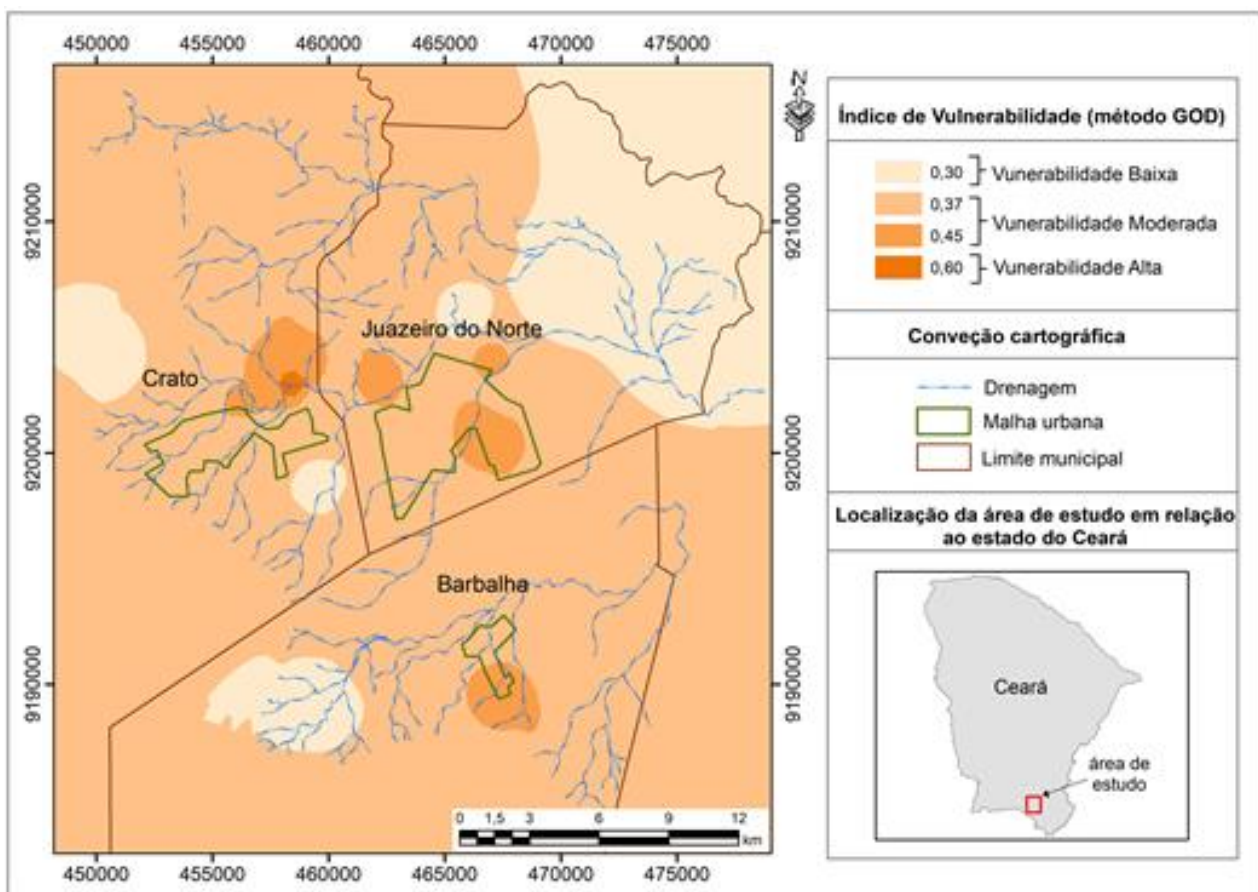 450000 455000 460000 465000 470000 475000
N
9210000
9200000
9190000
9210000
9200000
9190000
Juazeiro do Norte
Crato
Barbalha
0 1,5 3 6 9 12
km
450000 455000 460000 465000 470000 475000
Índice de Vulnerabilidade (método GOD)
0,30 Vunerabilidade Baixa
0,37
Vunerabilidade Moderada
0,45
0,60 Vunerabilidade Alta
Conveção cartográfica
Drenagem
Malha urbana
Limite municipal
Localização da área de estudo em relação
ao estado do Ceará
Ceará
área de
estudo